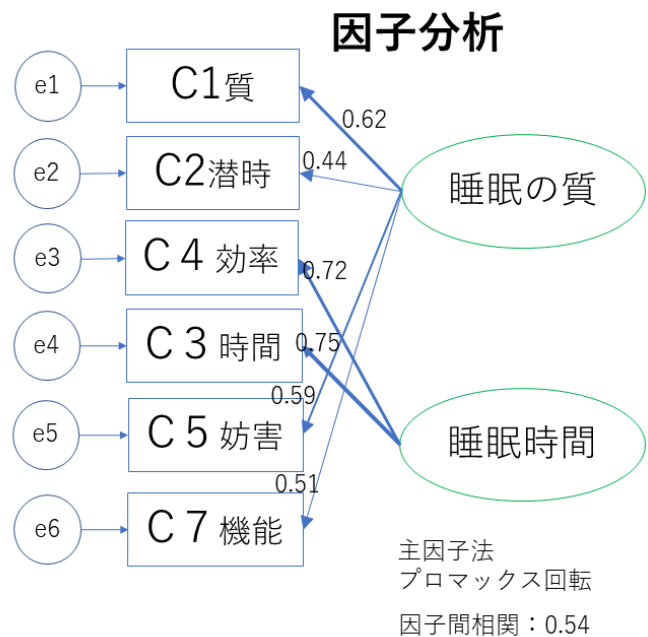 因子分析
e1
C1質
0.62
e2
C2潜時
0.44
睡眠の質
e3
C4効率
0.72
e4
C3時間
0.75
0.59
e5
C5妨害
睡眠時間
0.51
e6
C7機能
主因子法
プロマックス回転
因子間相関：0.54